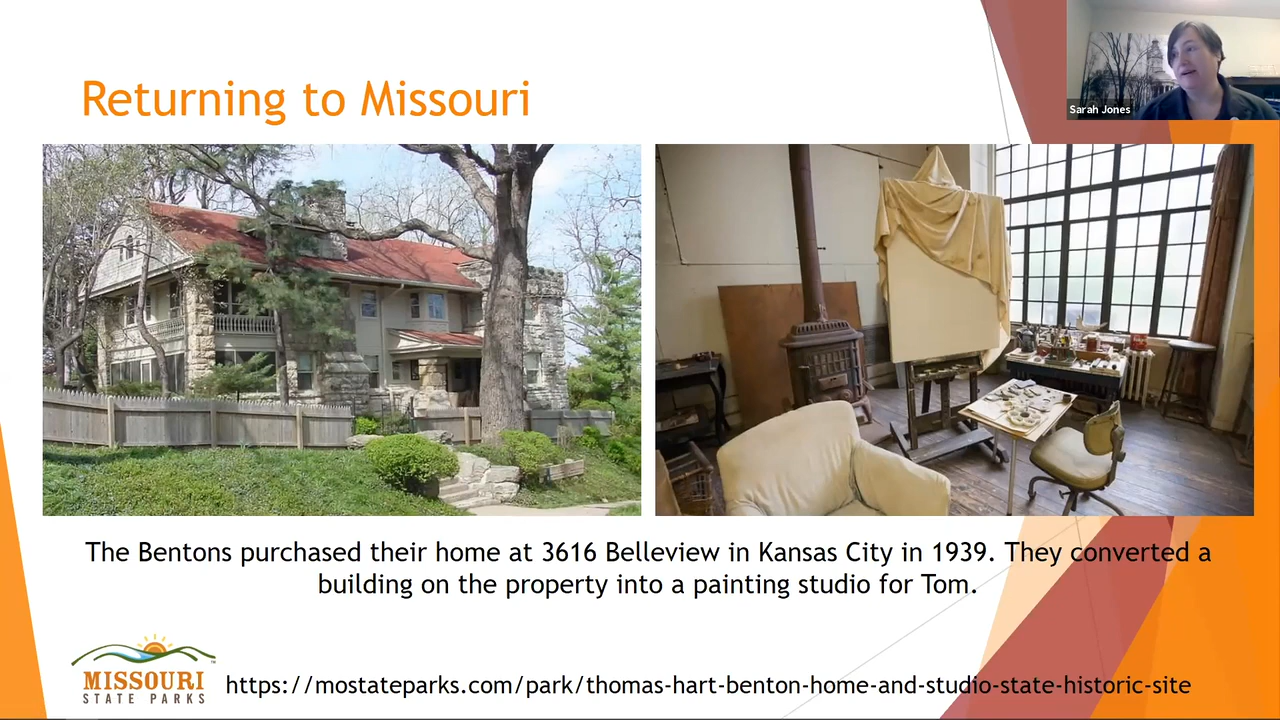 Returning to Missouri
Sarah Jones
The Bentons purchased their home at 3616 Belleview in Kansas City in 1939. They converted a
building on the property into a painting studio for Tom.
MISSOURI
STATE PARKS
https://mostateparks.com/park/thomas-hart-benton-home-and-studio-state-historic-site